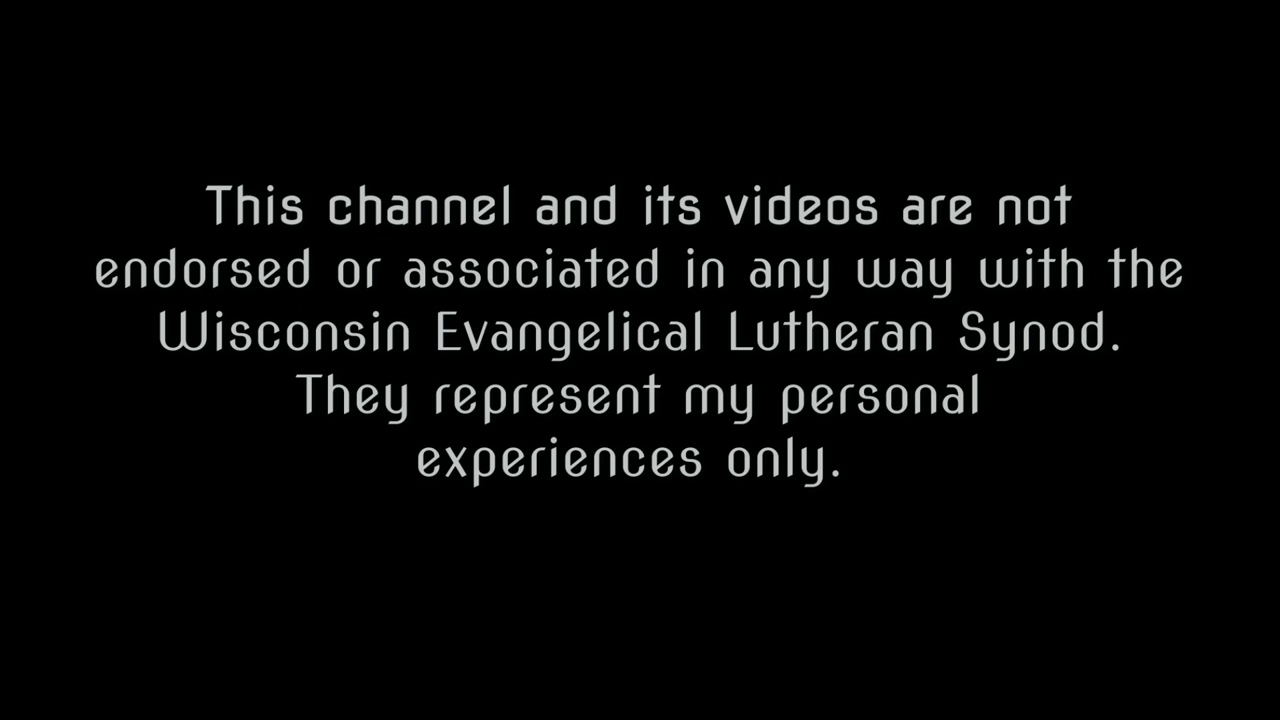 This channel and its videos are not
endorsed or associated in any way with the
Wisconsin Evangelical Lutheran Synod.
They represent my personal
experiences only.